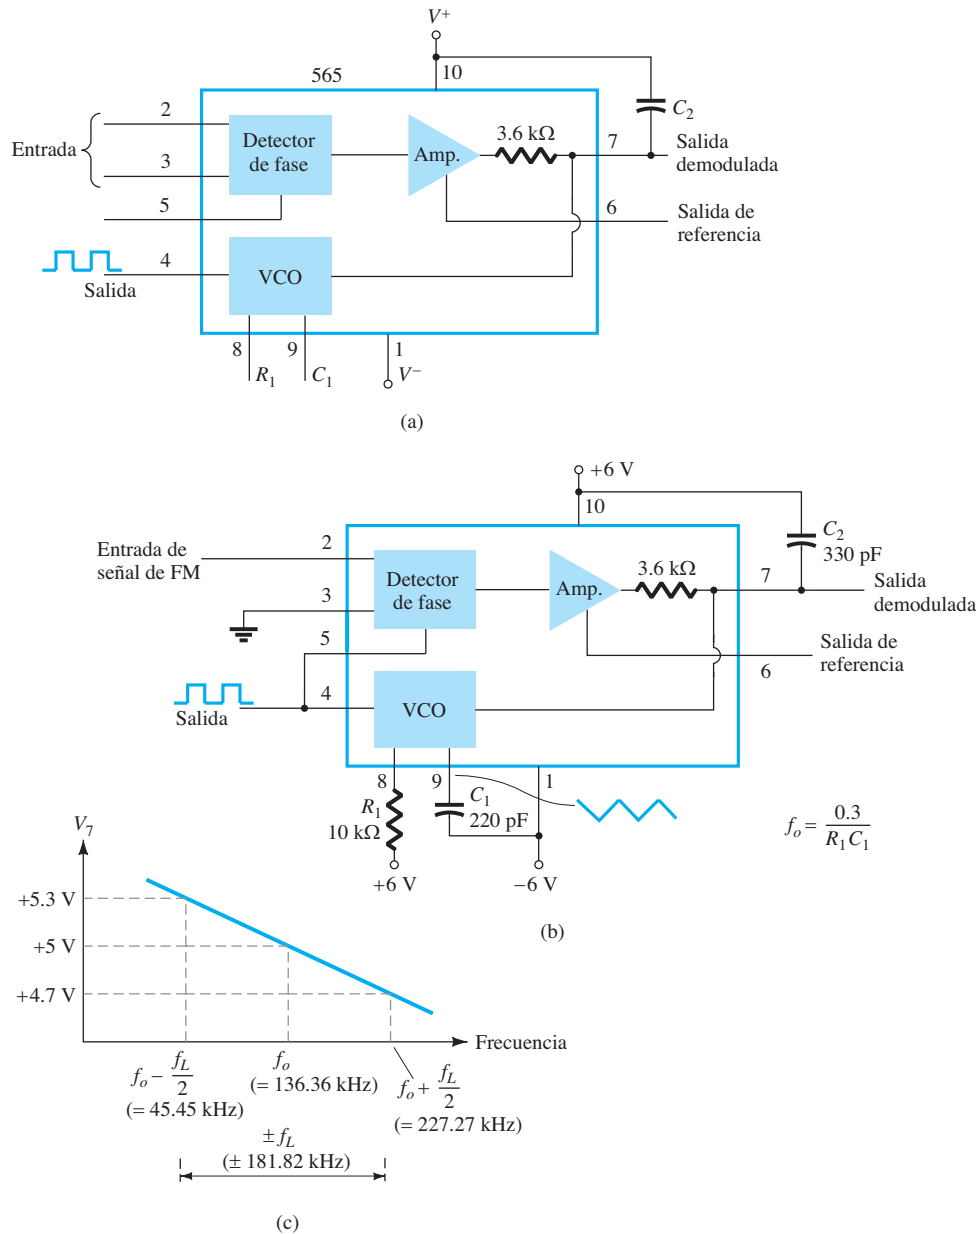 V+
565
10
2
C2
Entrada
Detector
de fase
3.6 kΩ
7
Salida
demodulada
Amp.
3
5
6
Salida de
referencia
4
VCO
Salida
8
9
1
R1
C1
V−
(a)
+6 V
10
Entrada de
señal de FM
2
C2
330 pF
Detector
de fase
3.6 kΩ
7
Salida
demodulada
Amp.
3
5
Salida de
referencia
6
4
VCO
Salida
8
9
1
R1
10 kΩ
C1
220 pF
fo = 0.3 / R1C1
+6 V
−6 V
(b)
V7
+5.3 V
+5 V
+4.7 V
Frecuencia
fo − fL/2
(= 45.45 kHz)
fo
(= 136.36 kHz)
fo + fL/2
(= 227.27 kHz)
±fL
(± 181.82 kHz)
(c)